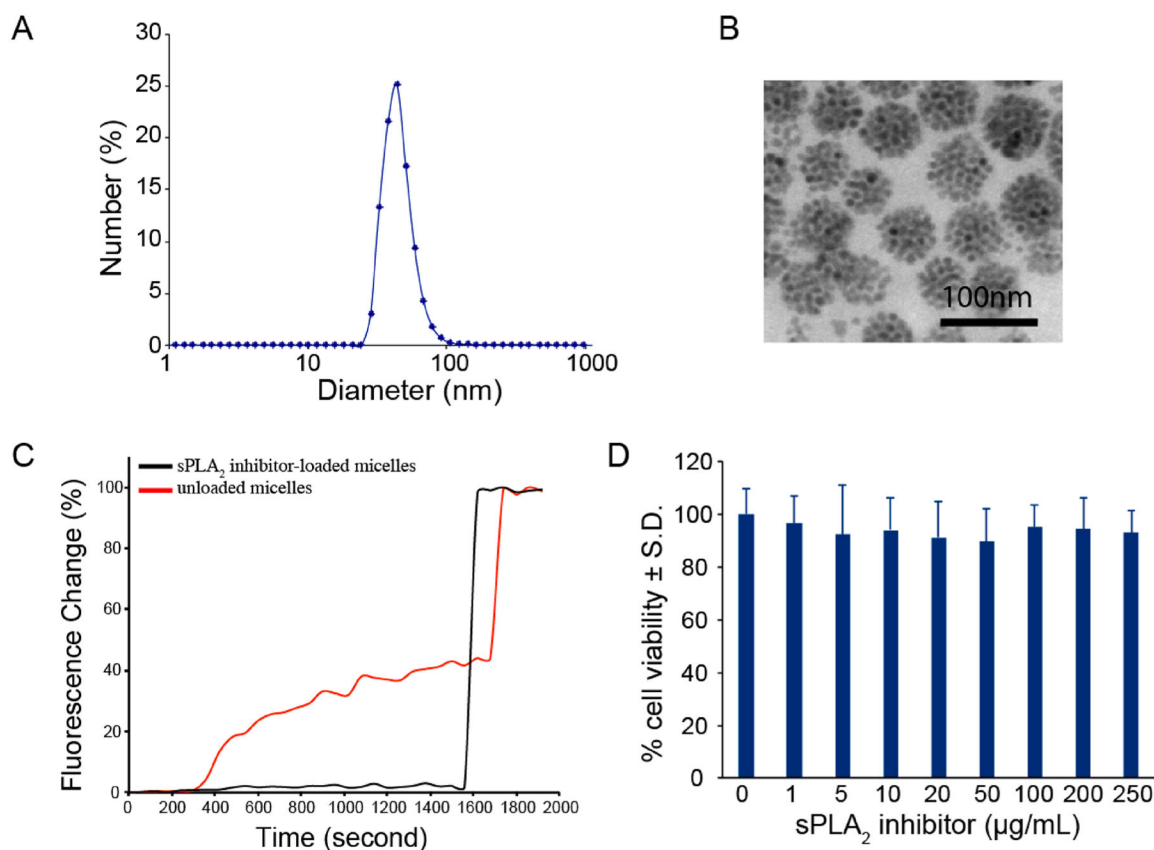 A
Number (%)
30
25
20
15
10
5
0
1
10
100
1000
Diameter (nm)
B
100nm
C
sPLA₂ inhibitor-loaded micelles
unloaded micelles
Fluorescence Change (%)
100
80
60
40
20
0
0 200 400 600 800 1000 1200 1400 1600 1800 2000
Time (second)
D
% cell viability ± S.D.
120
100
80
60
40
20
0
0 1 5 10 20 50 100 200 250
sPLA₂ inhibitor (µg/mL)